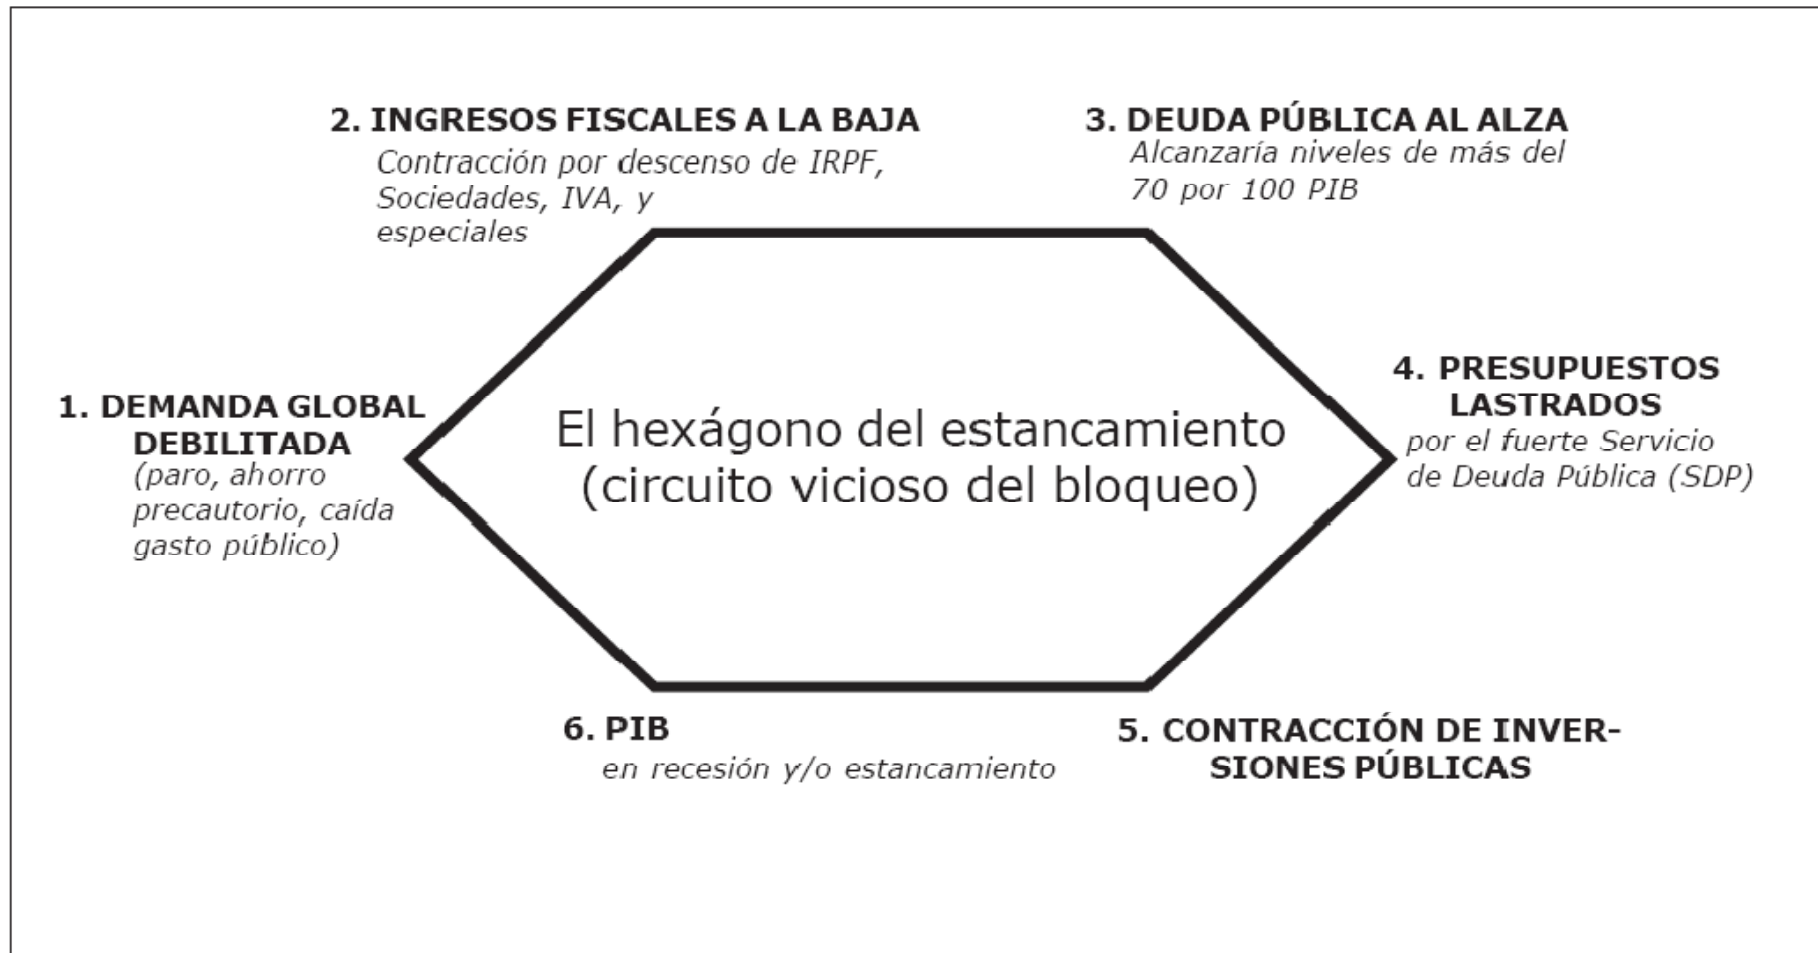 2. INGRESOS FISCALES A LA BAJA
Contracción por descenso de IRPF,
Sociedades, IVA, y
especiales
3. DEUDA PÚBLICA AL ALZA
Alcanzaría niveles de más del
70 por 100 PIB
1. DEMANDA GLOBAL
DEBILITADA
(paro, ahorro
precautorio, caída
gasto público)
El hexágono del estancamiento
(circuito vicioso del bloqueo)
4. PRESUPUESTOS
LASTRADOS
por el fuerte Servicio
de Deuda Pública (SDP)
6. PIB
en recesión y/o estancamiento
5. CONTRACCIÓN DE INVER-
SIONES PÚBLICAS